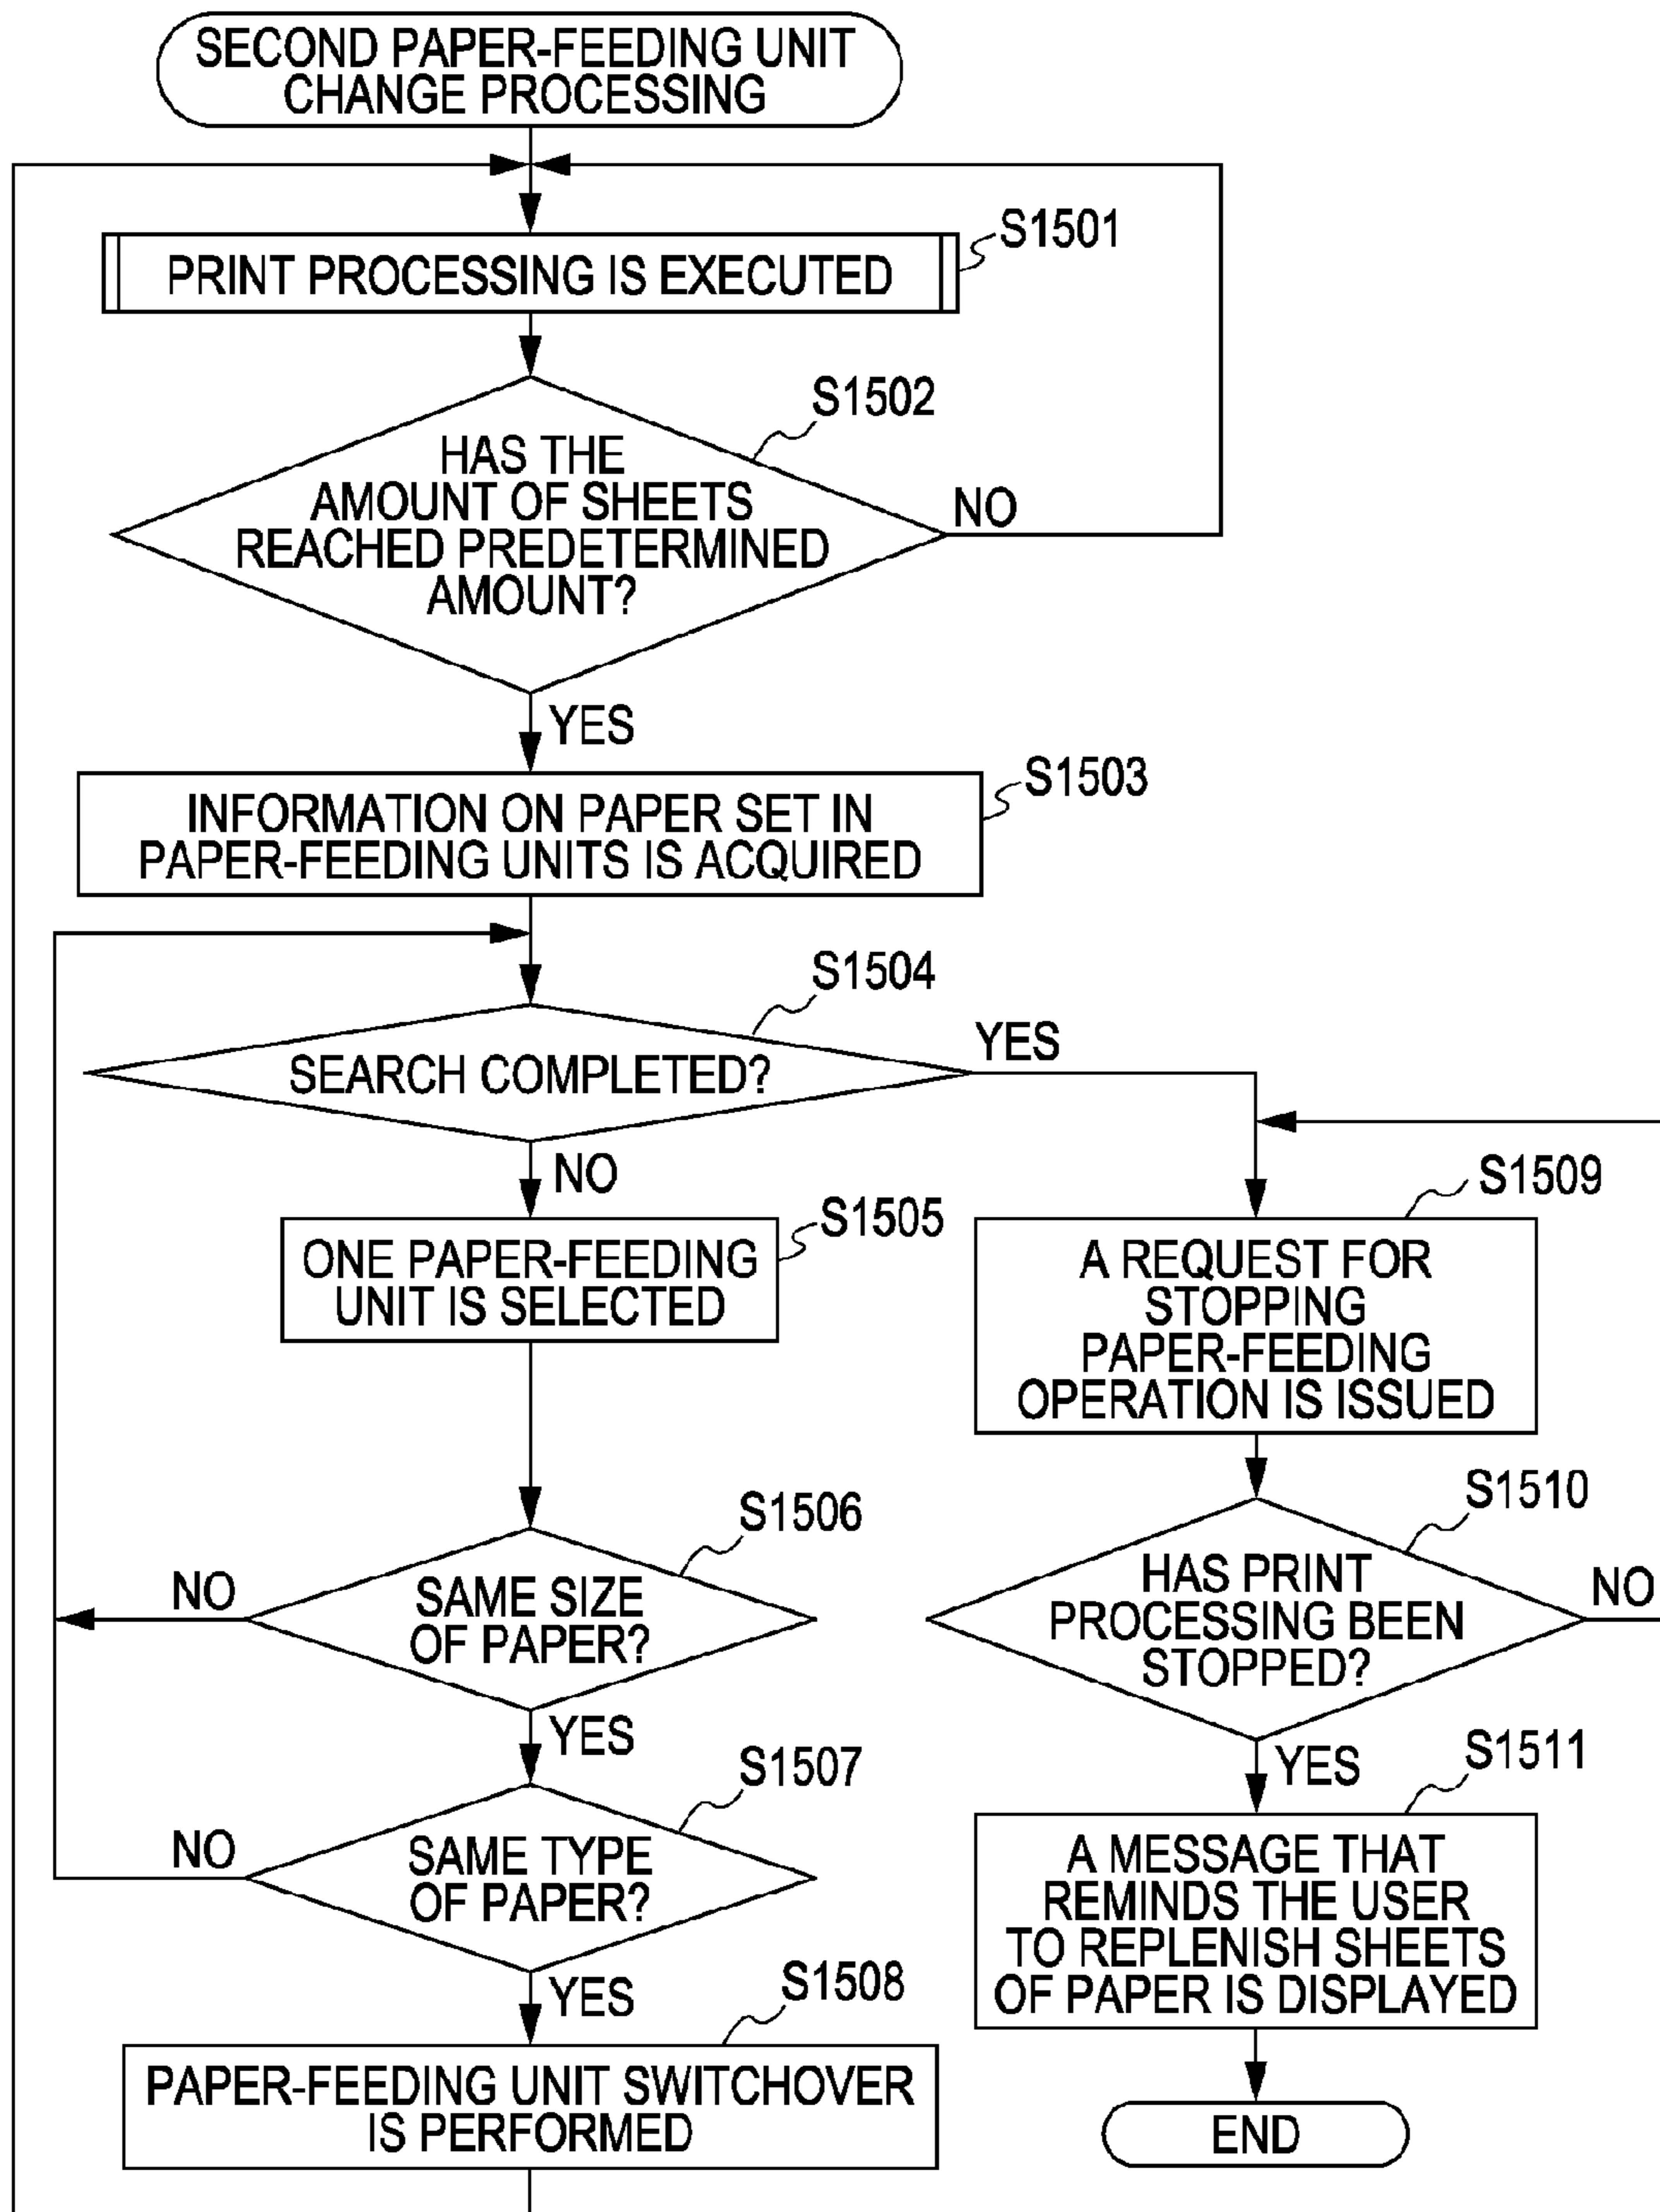 SECOND PAPER-FEEDING UNIT
CHANGE PROCESSING
S1501
PRINT PROCESSING IS EXECUTED
S1502
HAS THE
AMOUNT OF SHEETS
REACHED PREDETERMINED
AMOUNT?
NO
YES
S1503
INFORMATION ON PAPER SET IN
PAPER-FEEDING UNITS IS ACQUIRED
S1504
SEARCH COMPLETED?
YES
NO
S1505
ONE PAPER-FEEDING
UNIT IS SELECTED
S1506
SAME SIZE
OF PAPER?
NO
YES
S1507
SAME TYPE
OF PAPER?
NO
YES
S1508
PAPER-FEEDING UNIT SWITCHOVER
IS PERFORMED
S1509
A REQUEST FOR
STOPPING
PAPER-FEEDING
OPERATION IS ISSUED
S1510
HAS PRINT
PROCESSING BEEN
STOPPED?
NO
YES
S1511
A MESSAGE THAT
REMINDS THE USER
TO REPLENISH SHEETS
OF PAPER IS DISPLAYED
END